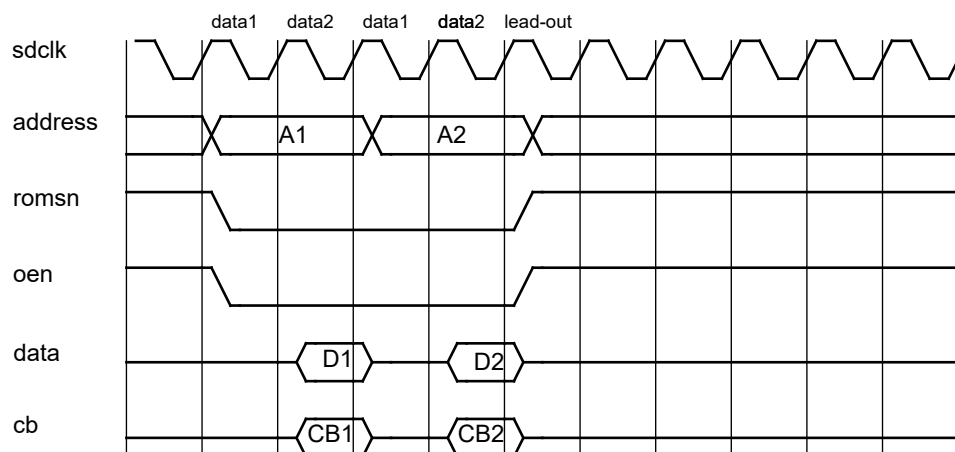 data1 data2 data1 data2 lead-out
sdclk
address A1 A2
romsn
oen
data D1 D2
cb CB1 CB2